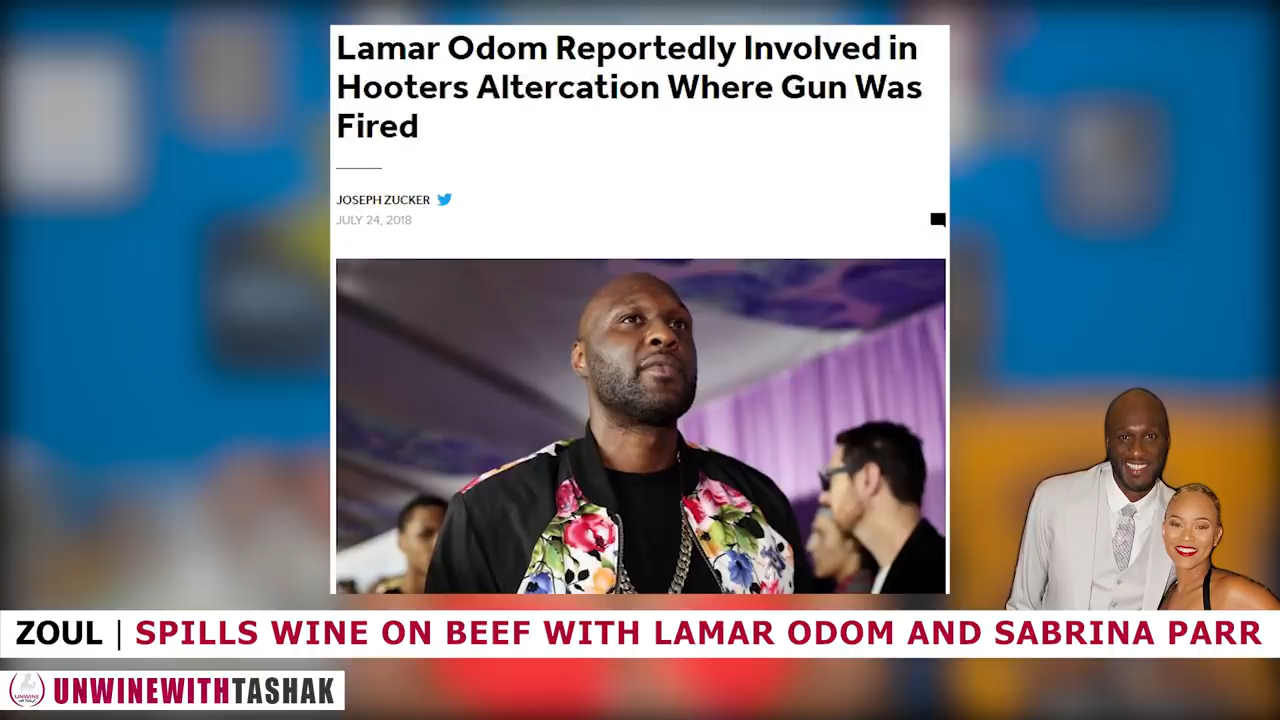 Lamar Odom Reportedly Involved in
Hooters Altercation Where Gun Was
Fired
JOSEPH ZUCKER
JULY 24, 2018
ZOUL | SPILLS WINE ON BEEF WITH LAMAR ODOM AND SABRINA PARR
UNWINEWITHTASHAK